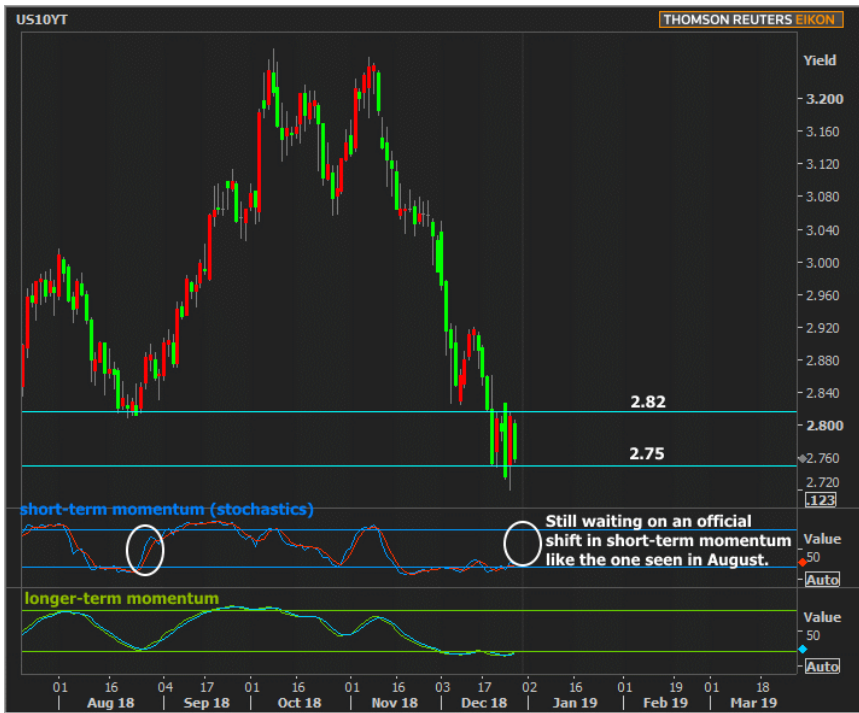 US10YT
THOMSON REUTERS EIKON
Yield
3.200
3.160
3.120
3.080
3.040
3.000
2.960
2.920
2.880
2.840
2.82
2.800
2.75
2.760
2.720
.123
short-term momentum (stochastics)
Still waiting on an official
shift in short-term momentum
like the one seen in August.
Value
50
Auto
longer-term momentum
Value
50
Auto
01 16 04 17 01 16 01 16 03 17 02 16 01 19 01 18
Aug 18 Sep 18 Oct 18 Nov 18 Dec 18 Jan 19 Feb 19 Mar 19